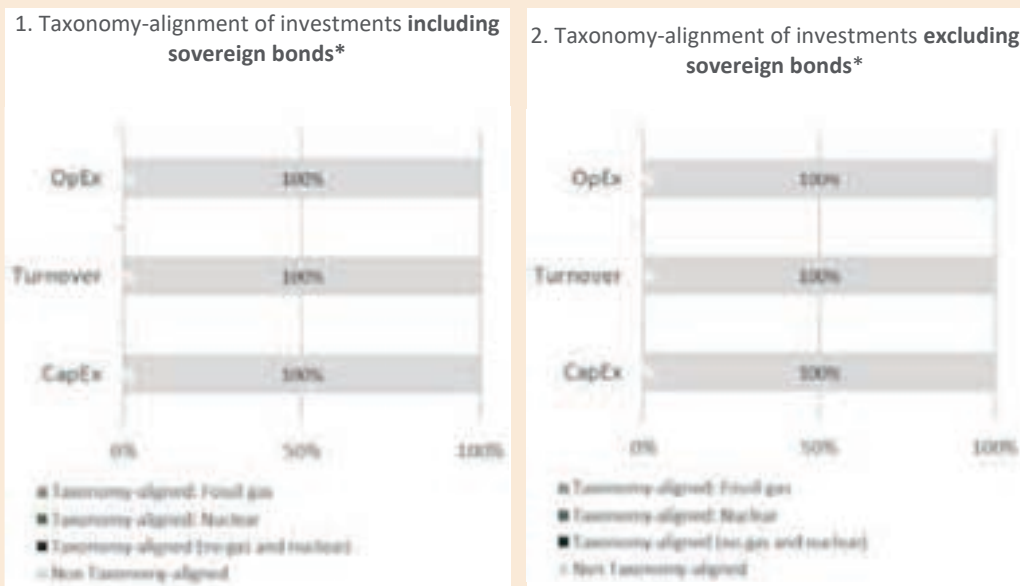 1. Taxonomy-alignment of investments including
sovereign bonds*
OpEx
100%
Turnover
100%
CapEx
100%
0%
50%
100%
Taxonomy-aligned: Fossil gas
Taxonomy-aligned: Nuclear
Taxonomy-aligned (no gas and nuclear)
Non Taxonomy-aligned
2. Taxonomy-alignment of investments excluding
sovereign bonds*
OpEx
100%
Turnover
100%
CapEx
100%
0%
50%
100%
Taxonomy-aligned: Fossil gas
Taxonomy-aligned: Nuclear
Taxonomy-aligned (no gas and nuclear)
Non Taxonomy-aligned